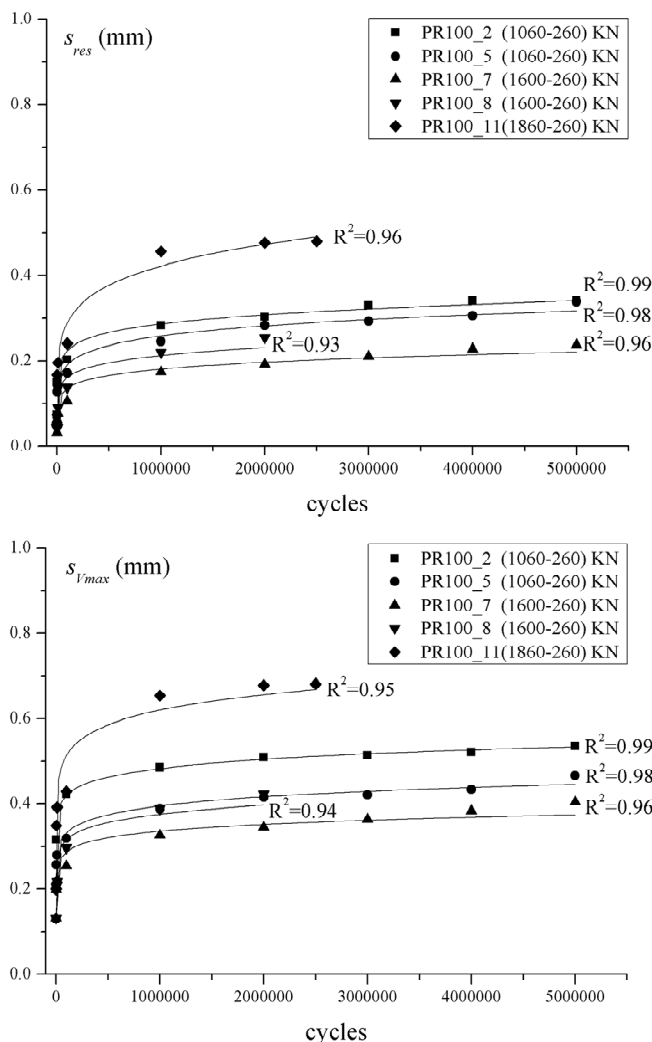 1.0
s_res (mm)
PR100_2 (1060-260) KN
PR100_5 (1060-260) KN
PR100_7 (1600-260) KN
PR100_8 (1600-260) KN
PR100_11(1860-260) KN
0.8
0.6
R²=0.96
0.4
R²=0.99
R²=0.98
R²=0.93
R²=0.96
0.2
0.0
0 1000000 2000000 3000000 4000000 5000000
cycles
1.0
s_Vmax (mm)
PR100_2 (1060-260) KN
PR100_5 (1060-260) KN
PR100_7 (1600-260) KN
PR100_8 (1600-260) KN
PR100_11(1860-260) KN
0.8
R²=0.95
0.6
R²=0.99
R²=0.98
0.4
R²=0.94
R²=0.96
0.2
0.0
0 1000000 2000000 3000000 4000000 5000000
cycles